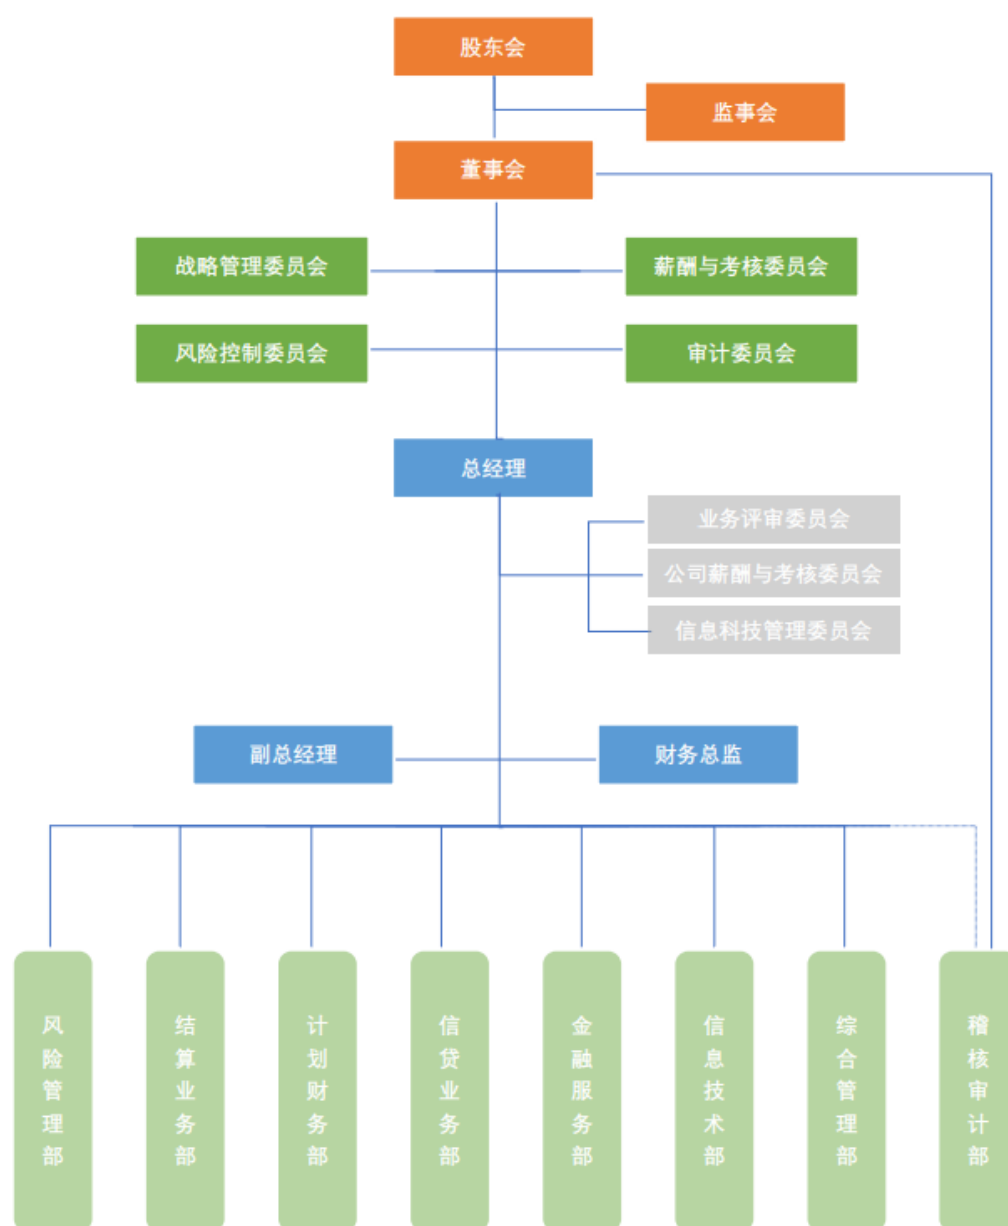 股东会
监事会
董事会
战略管理委员会
薪酬与考核委员会
风险控制委员会
审计委员会
总经理
业务评审委员会
公司薪酬与考核委员会
信息科技管理委员会
副总经理
财务总监
风险管理部
结算业务部
计划财务部
信贷业务部
金融服务部
信息技术部
综合管理部
稽核审计部